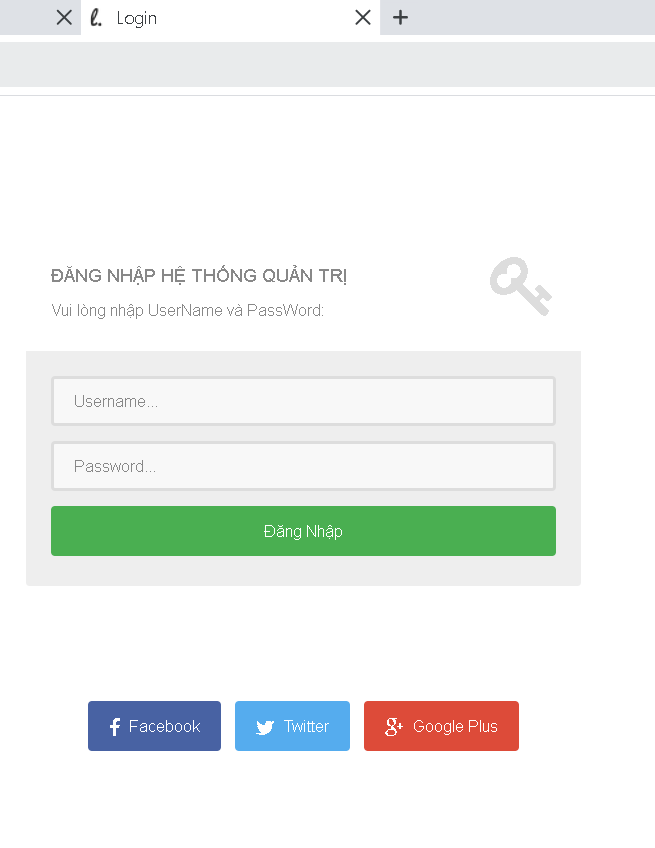 Login
ĐĂNG NHẬP HỆ THỐNG QUẢN TRỊ
Vui lòng nhập UserName và PassWord:
Username...
Password...
Đăng Nhập
Facebook
Twitter
Google Plus